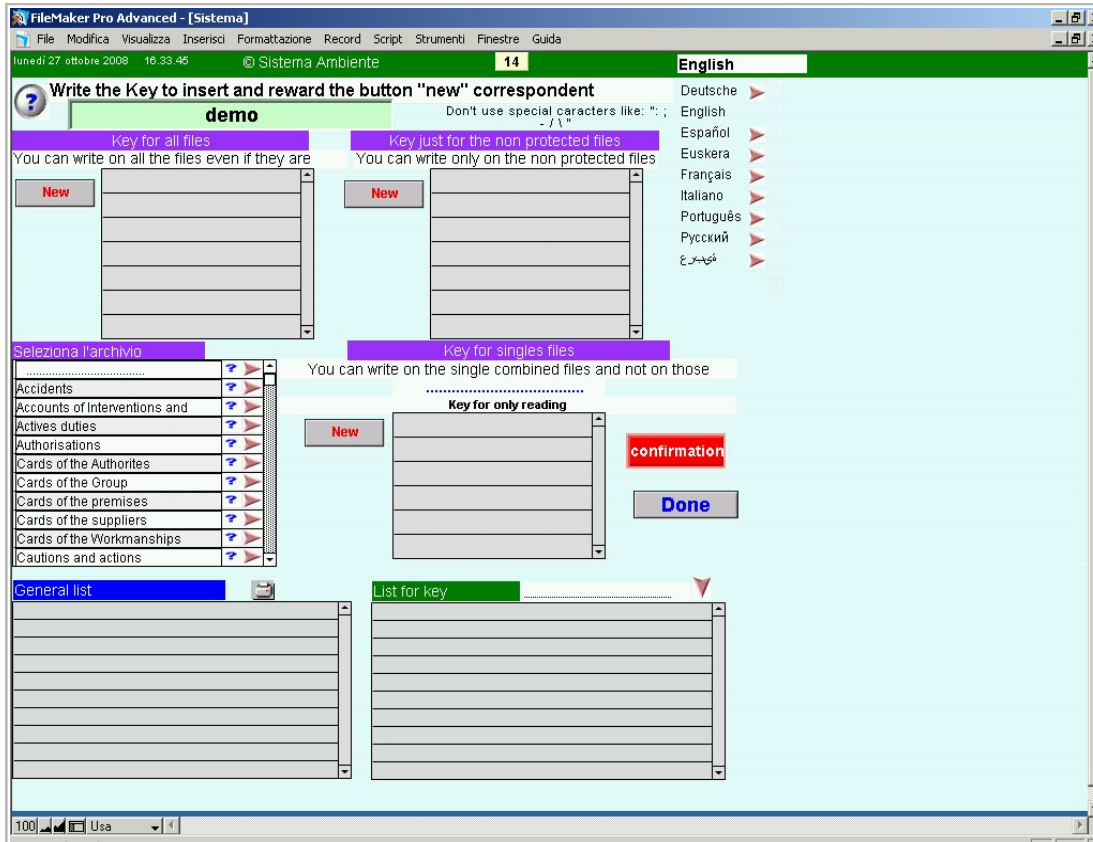 FileMaker Pro Advanced - [Sistema]
File Modifica Visualizza Inserisci Formattazione Record Script Strumenti Finestre Guida
lunedì 27 ottobre 2008 16.33.45 © Sistema Ambiente 14 English
Write the Key to insert and reward the button "new" correspondent
demo
Don't use special caracters like: ": ;
- / \ "
Deutsche
English
Español
Euskera
Français
Italiano
Português
Русский
Key for all files
You can write on all the files even if they are
New
Key just for the non protected files
You can write only on the non protected files
New
Seleziona l'archivio
Accidents
Accounts of Interventions and
Actives duties
Authorisations
Cards of the Authorites
Cards of the Group
Cards of the premises
Cards of the suppliers
Cards of the Workmanships
Cautions and actions
Key for singles files
You can write on the single combined files and not on those
Key for only reading
New
confirmation
Done
General list
List for key
100 Usa